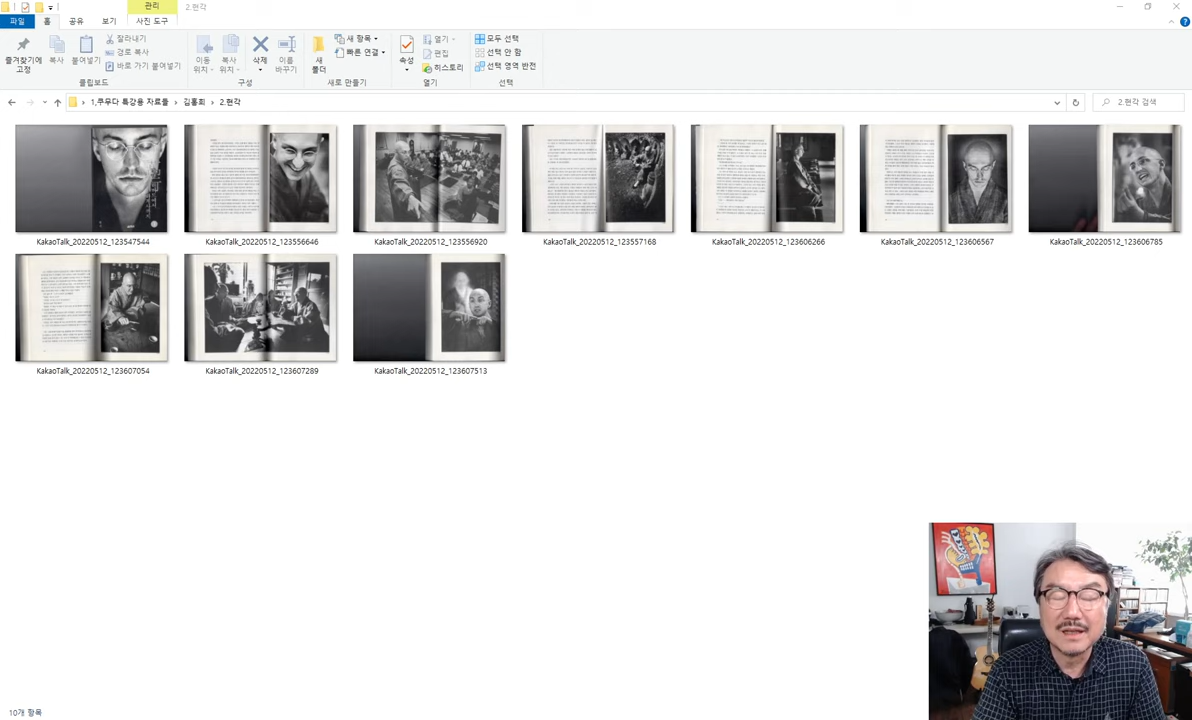 관리
2.현각
파일
홈
공유
보기
사진 도구
즐겨찾기에 고정
복사
붙여넣기
잘라내기
경로 복사
바로 가기 붙여넣기
클립보드
이동 위치
복사 위치
삭제
이름 바꾸기
구성
새 폴더
새 항목
빠른 연결
새로 만들기
속성
열기
편집
히스토리
열기
모두 선택
선택 안 함
선택 영역 반전
선택
1.쿠무다 특강용 자료들 > 김홍희 > 2.현각
2.현각 검색
KakaoTalk_20220512_123547544
KakaoTalk_20220512_123556646
KakaoTalk_20220512_123556920
KakaoTalk_20220512_123557168
KakaoTalk_20220512_123606266
KakaoTalk_20220512_123606567
KakaoTalk_20220512_123606785
KakaoTalk_20220512_123607054
KakaoTalk_20220512_123607289
KakaoTalk_20220512_123607513
10개 항목